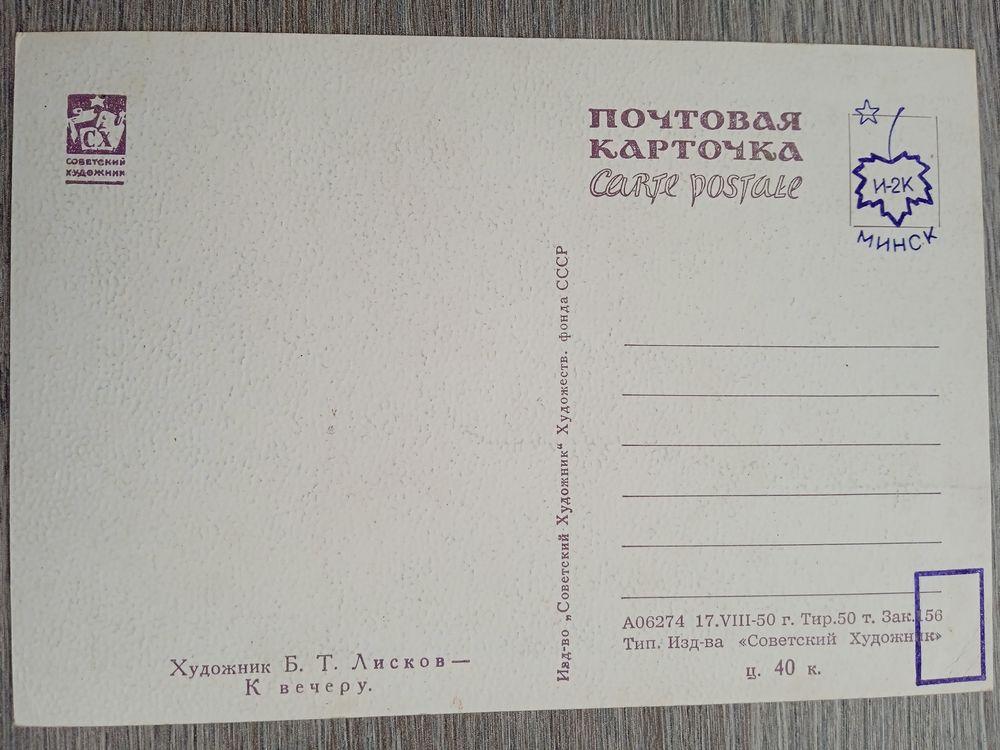 СХ
СОВЕТСКИЙ
ХУДОЖНИК
ПОЧТОВАЯ
КАРТОЧКА
CARTE POSTALE
И-2К
МИНСК
Изд-во „Советский Художник“ Художеств. фонда СССР
А06274 17.VIII-50 г. Тир.50 т. Зак.156
Тип. Изд-ва «Советский Художник»
ц. 40 к.
Художник Б. Т. Лисков—
К вечеру.